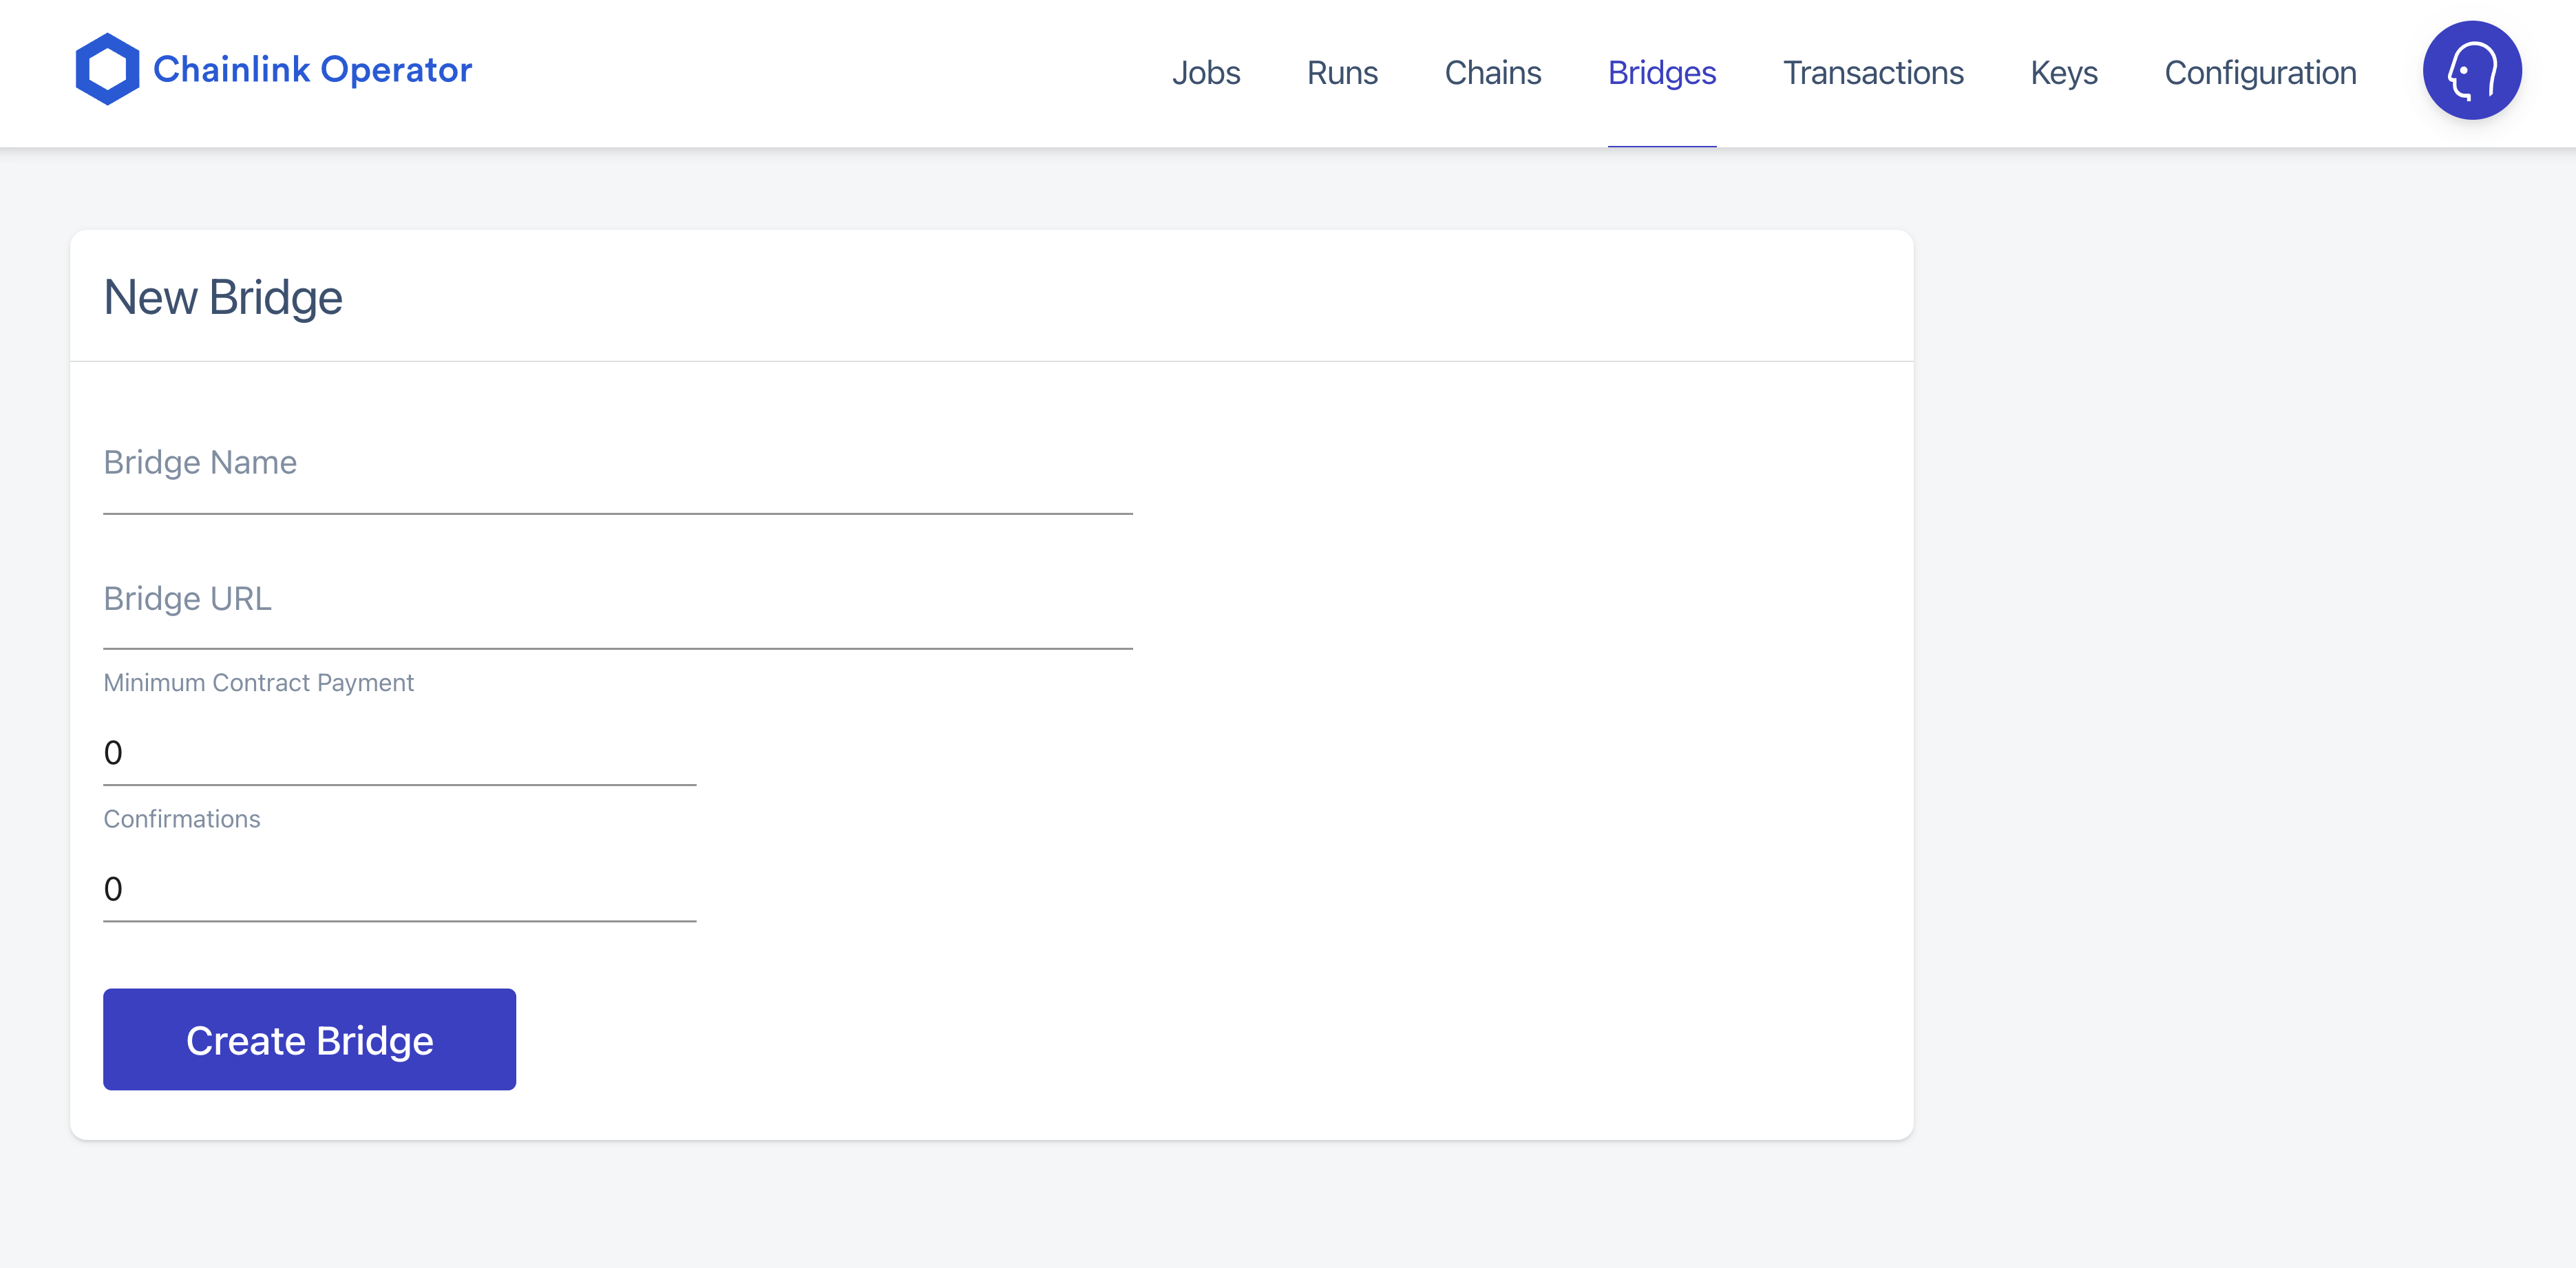 Chainlink Operator
Jobs Runs Chains Bridges Transactions Keys Configuration
New Bridge
Bridge Name
Bridge URL
Minimum Contract Payment
0
Confirmations
0
Create Bridge